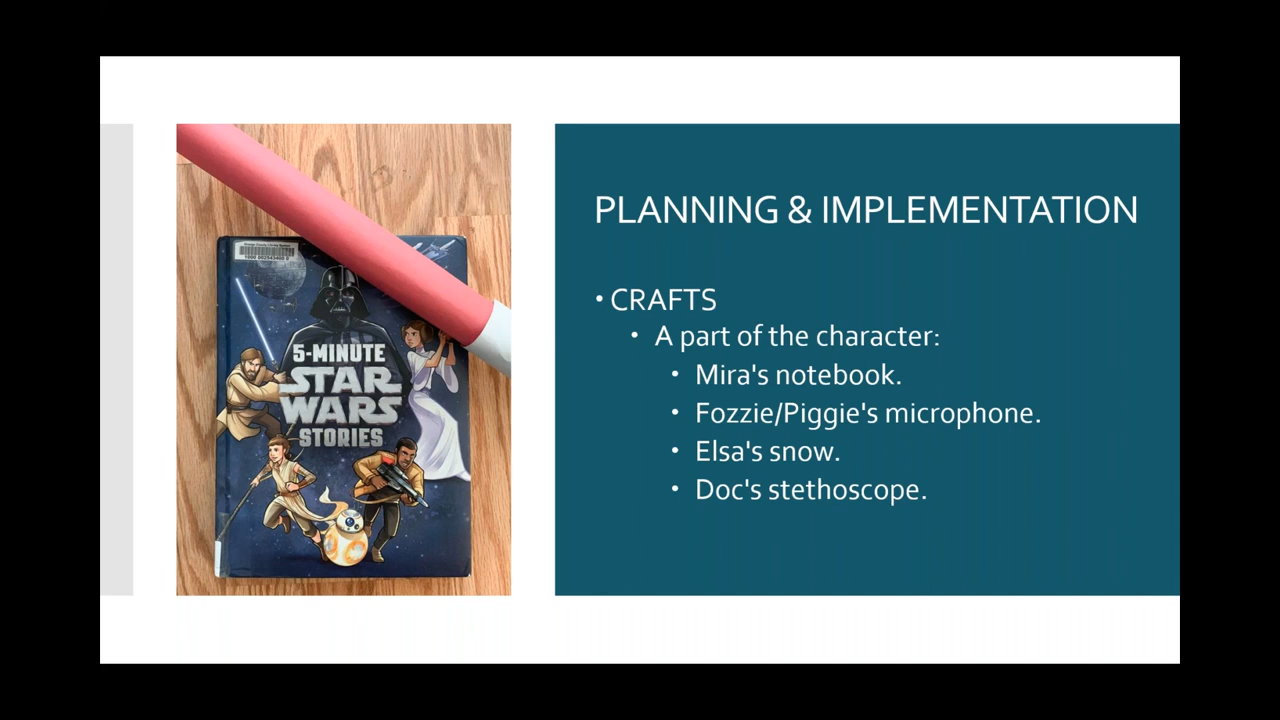 PLANNING & IMPLEMENTATION
• CRAFTS
• A part of the character:
• Mira's notebook.
• Fozzie/Piggie's microphone.
• Elsa's snow.
• Doc's stethoscope.
5-MINUTE
STAR
WARS
STORIES